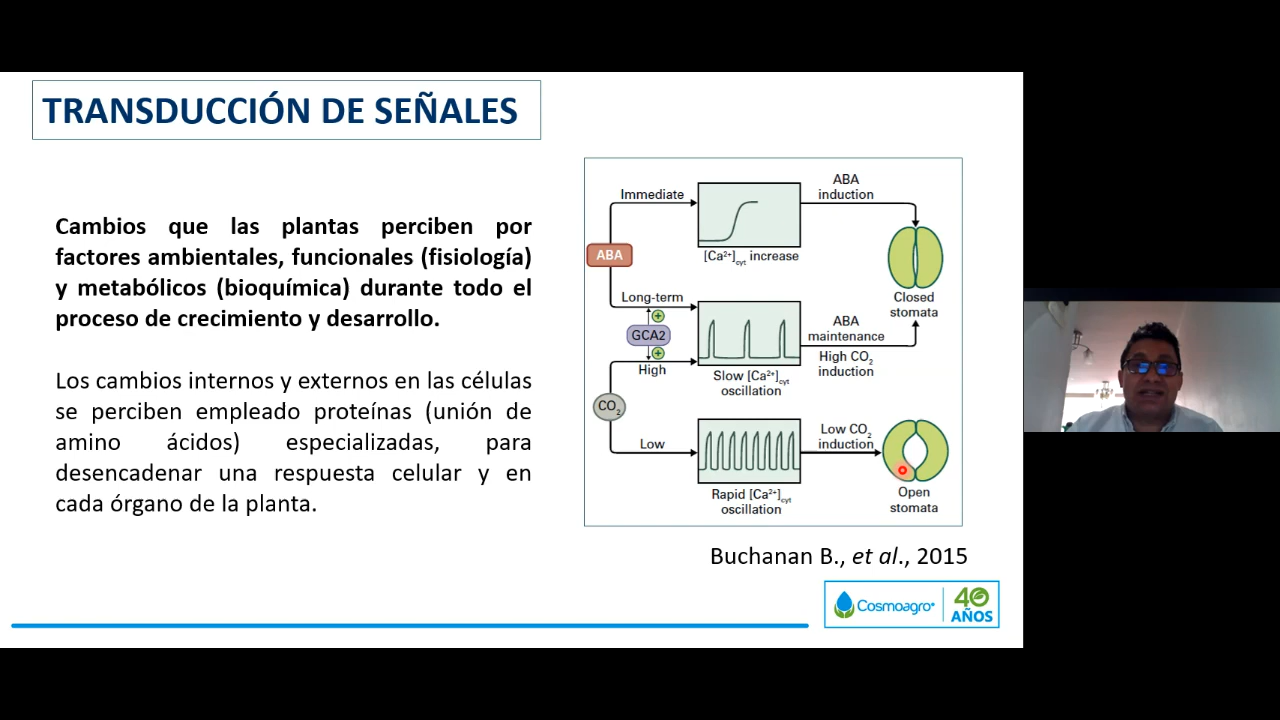 TRANSDUCCIÓN DE SEÑALES
Cambios que las plantas perciben por
factores ambientales, funcionales (fisiología)
y metabólicos (bioquímica) durante todo el
proceso de crecimiento y desarrollo.
Los cambios internos y externos en las células
se perciben empleado proteínas (unión de
amino ácidos) especializadas, para
desencadenar una respuesta celular y en
cada órgano de la planta.
Immediate
ABA
induction
ABA
[Ca²⁺]cyt increase
Closed
stomata
Long-term
GCA2
High
ABA
maintenance
High CO₂
induction
Slow [Ca²⁺]cyt
oscillation
CO₂
Low
Low CO₂
induction
Rapid [Ca²⁺]cyt
oscillation
Open
stomata
Buchanan B., et al., 2015
Cosmoagro
40
AÑOS